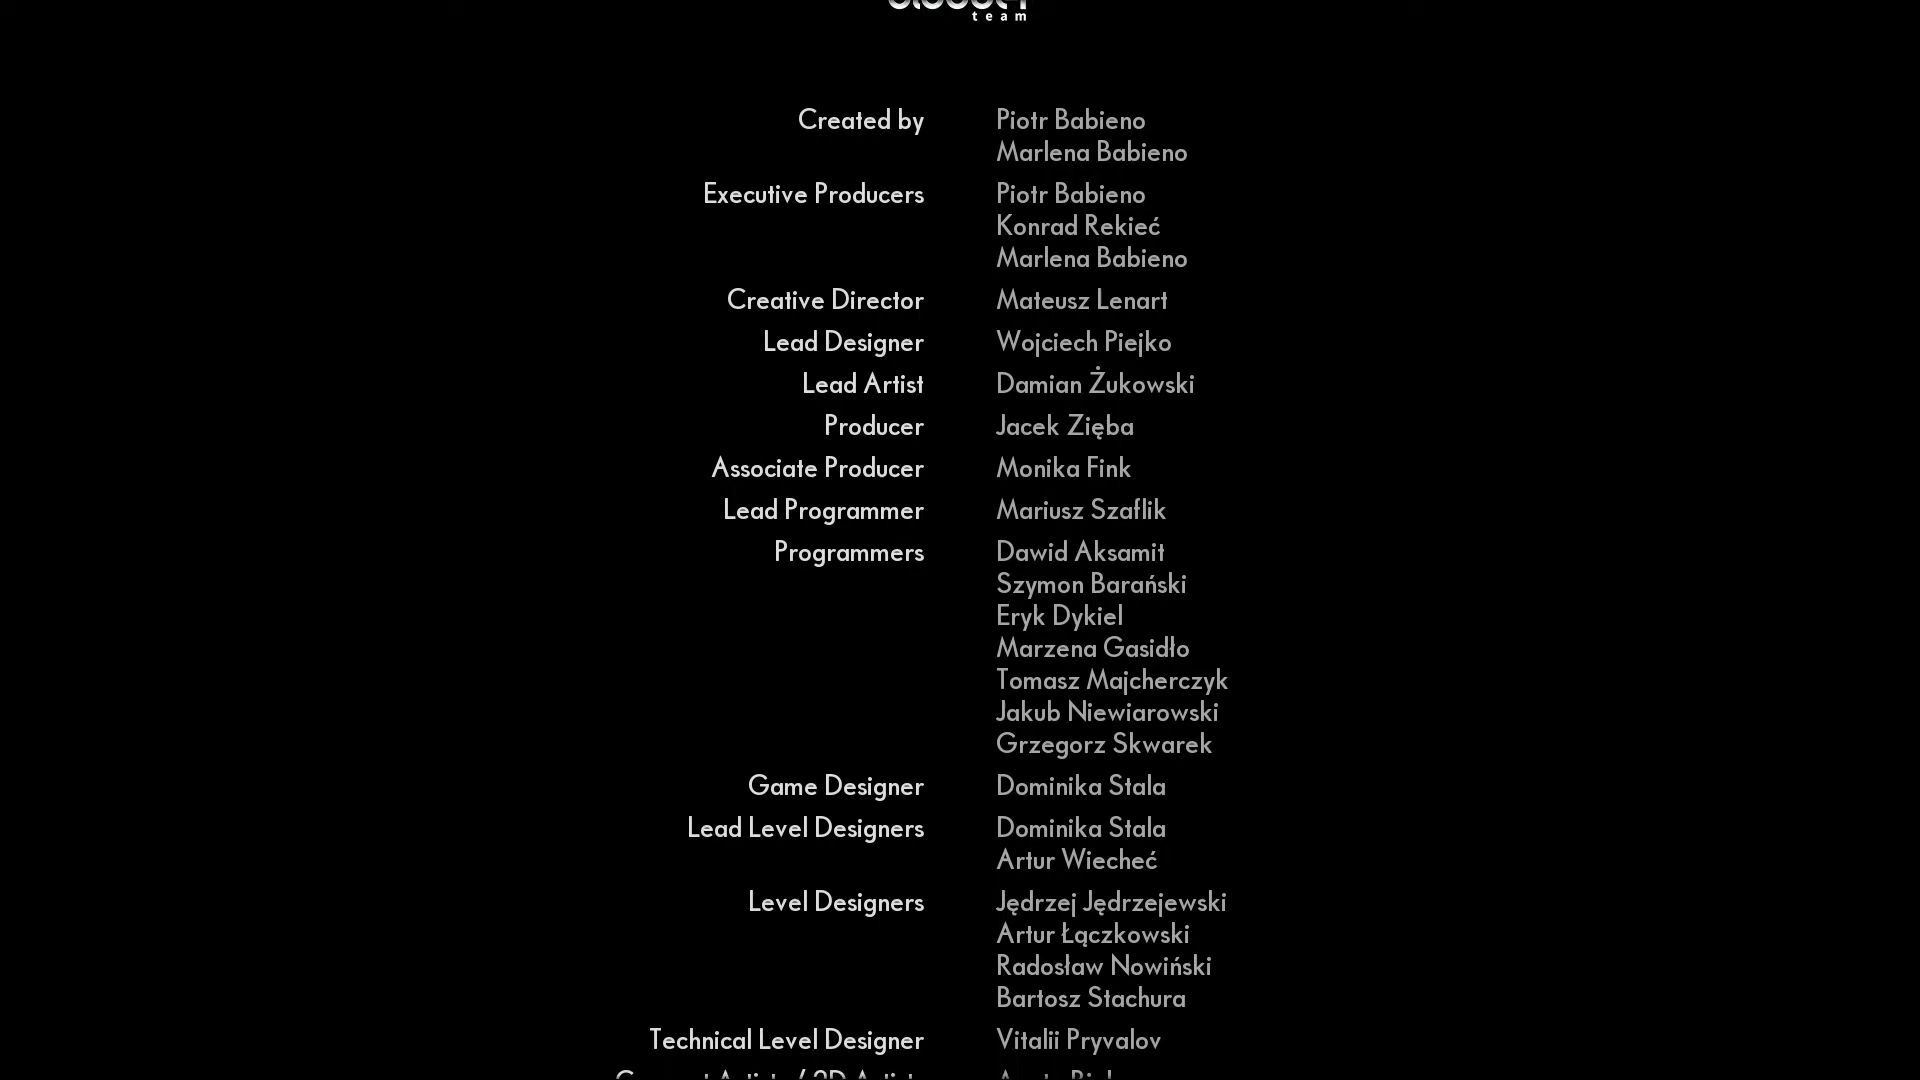 team
Created by Piotr Babieno
Marlena Babieno
Executive Producers Piotr Babieno
Konrad Rekieć
Marlena Babieno
Creative Director Mateusz Lenart
Lead Designer Wojciech Piejko
Lead Artist Damian Żukowski
Producer Jacek Zięba
Associate Producer Monika Fink
Lead Programmer Mariusz Szaflik
Programmers Dawid Aksamit
Szymon Barański
Eryk Dykiel
Marzena Gasidło
Tomasz Majcherczyk
Jakub Niewiarowski
Grzegorz Skwarek
Game Designer Dominika Stala
Lead Level Designers Dominika Stala
Artur Wiecheć
Level Designers Jędrzej Jędrzejewski
Artur Łączkowski
Radosław Nowiński
Bartosz Stachura
Technical Level Designer Vitalii Pryvalov